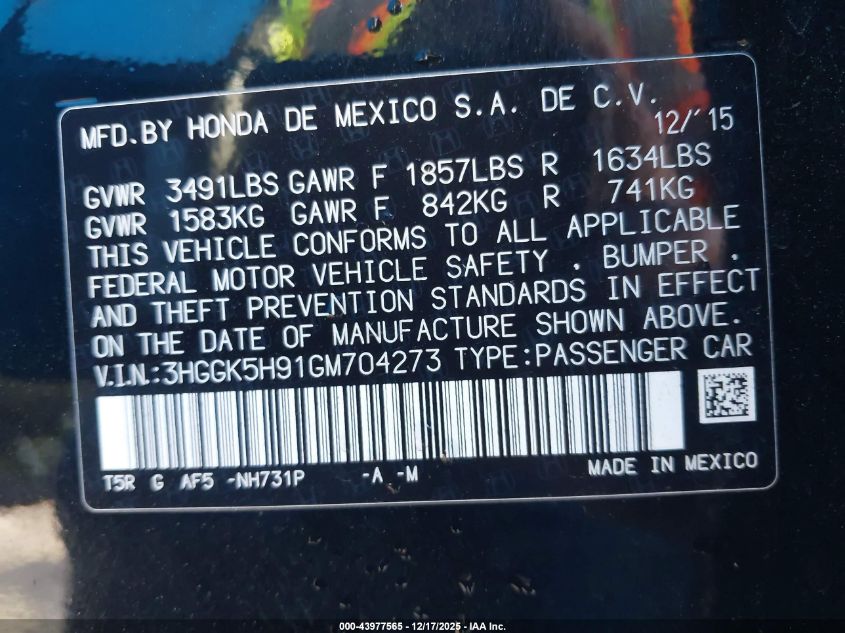 MFD.BY HONDA DE MEXICO S.A. DE C.V.
12/'15
GVWR 3491LBS GAWR F 1857LBS R 1634LBS
GVWR 1583KG GAWR F 842KG R 741KG
THIS VEHICLE CONFORMS TO ALL APPLICABLE
FEDERAL MOTOR VEHICLE SAFETY , BUMPER ,
AND THEFT PREVENTION STANDARDS IN EFFECT
ON THE DATE OF MANUFACTURE SHOWN ABOVE.
V.I.N.:3HGGK5H91GM704273 TYPE:PASSENGER CAR
T5R G AF5 -NH731P -A -M MADE IN MEXICO
000-43977565 - 12/17/2025 - IAA Inc.